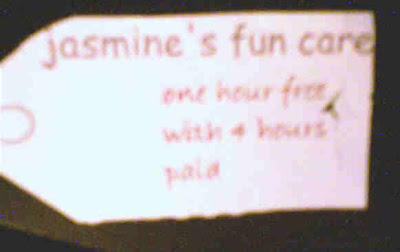 jasmine's fun care
one hour free
with 4 hours
paid